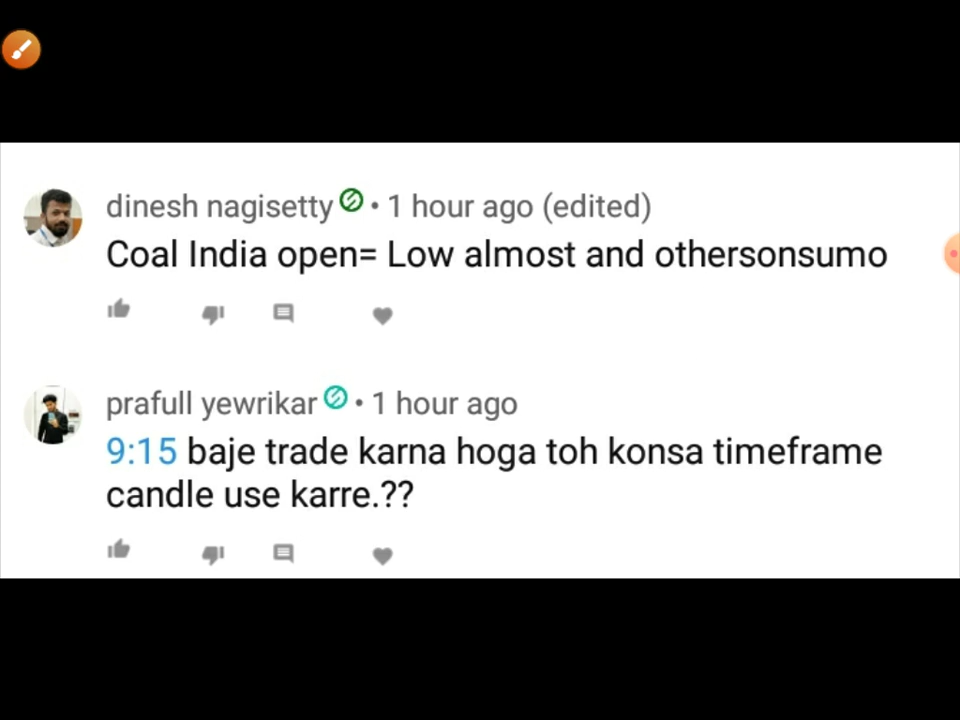 dinesh nagisetty • 1 hour ago (edited)
Coal India open= Low almost and othersonsumo
prafull yewrikar • 1 hour ago
9:15 baje trade karna hoga toh konsa timeframe
candle use karre.??